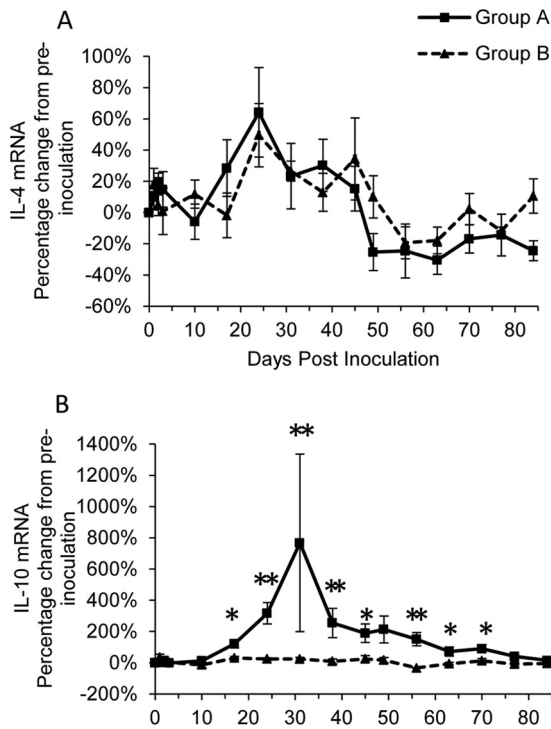 A
Group A
Group B
IL-4 mRNA
Percentage change from pre-
inoculation
100%
80%
60%
40%
20%
0%
-20%
-40%
-60%
0 10 20 30 40 50 60 70 80
Days Post Inoculation
B
IL-10 mRNA
Percentage change from pre-
inoculation
1400%
1200%
1000%
800%
600%
400%
200%
0%
-200%
* ** ** ** * ** * *
0 10 20 30 40 50 60 70 80